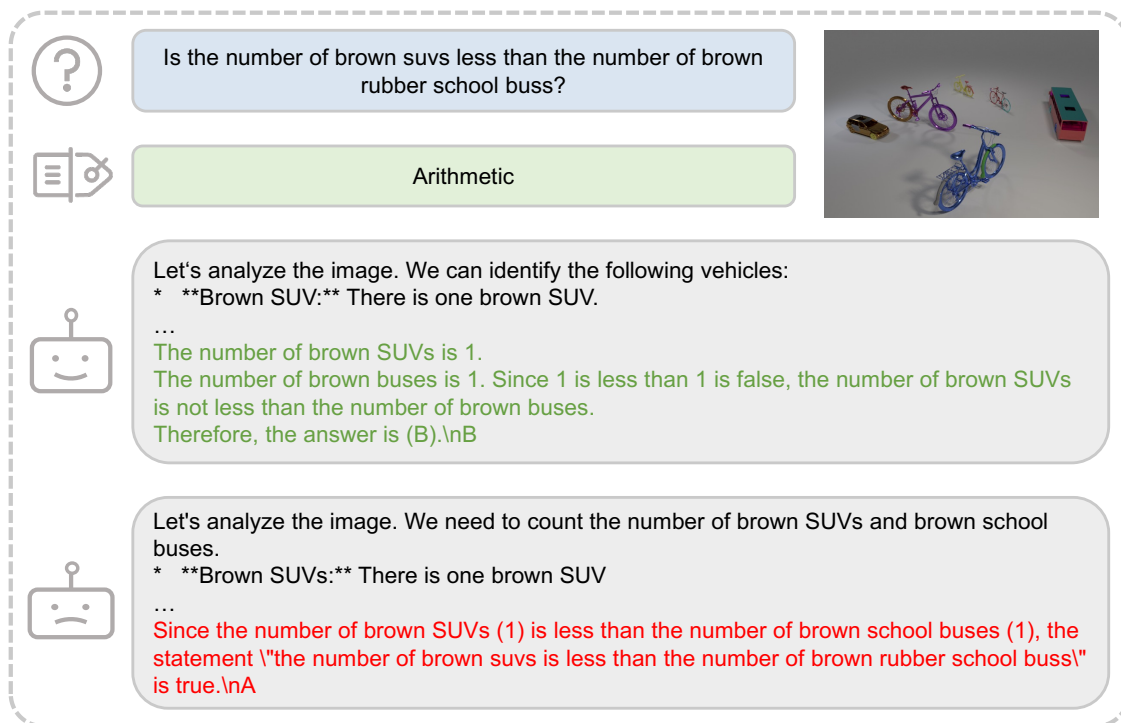 Is the number of brown suvs less than the number of brown
rubber school buss?
Arithmetic
Let‘s analyze the image. We can identify the following vehicles:
*   **Brown SUV:** There is one brown SUV.
…
The number of brown SUVs is 1.
The number of brown buses is 1. Since 1 is less than 1 is false, the number of brown SUVs
is not less than the number of brown buses.
Therefore, the answer is (B).\nB
Let's analyze the image. We need to count the number of brown SUVs and brown school
buses.
*   **Brown SUVs:** There is one brown SUV
…
Since the number of brown SUVs (1) is less than the number of brown school buses (1), the
statement \"the number of brown suvs is less than the number of brown rubber school buss\"
is true.\nA